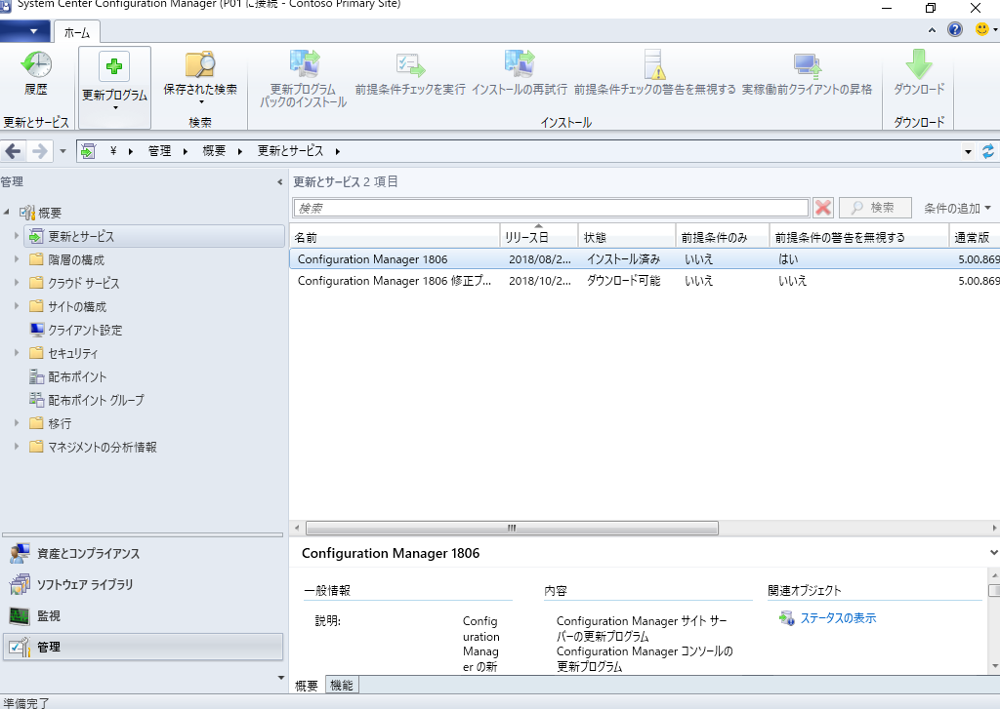 System Center Configuration Manager (P01 に接続 - Contoso Primary Site)
ホーム
履歴
更新プログラム
保存された検索
更新プログラム
パックのインストール
前提条件チェックを実行
インストールの再試行
前提条件チェックの警告を無視する
実稼働前クライアントの昇格
ダウンロード
更新とサービス
検索
インストール
ダウンロード
¥ 管理 概要 更新とサービス
管理
概要
更新とサービス
階層の構成
クラウド サービス
サイトの構成
クライアント設定
セキュリティ
配布ポイント
配布ポイント グループ
移行
マネジメントの分析情報
資産とコンプライアンス
ソフトウェア ライブラリ
監視
管理
更新とサービス 2 項目
検索
検索
条件の追加
名前 リリース日 状態 前提条件のみ 前提条件の警告を無視する 通常版
Configuration Manager 1806 2018/08/2... インストール済み いいえ はい 5.00.869
Configuration Manager 1806 修正プ... 2018/10/2... ダウンロード可能 いいえ いいえ 5.00.869
Configuration Manager 1806
一般情報
説明:
Config
uration
Manag
er の新
内容
Configuration Manager サイト サー
バーの更新プログラム
Configuration Manager コンソールの
更新プログラム
関連オブジェクト
ステータスの表示
概要 機能
準備完了